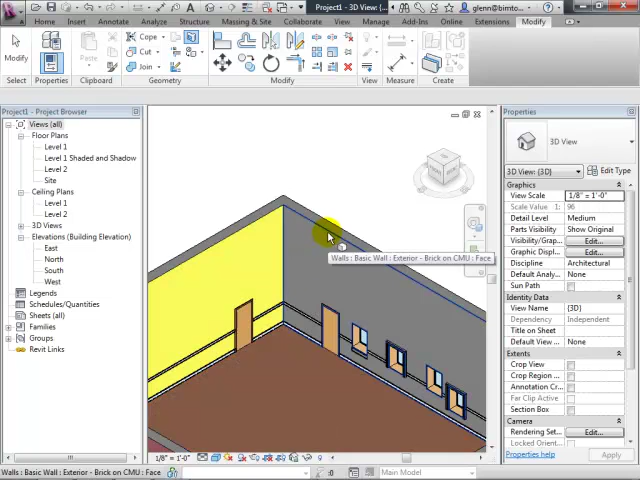 Project1 - 3D View: {...
glenn@bimto...
Insert
Annotate
Analyze
Structure
Massing & Site
Collaborate
View
Manage
Add-Ins
Online
Extensions
Modify
Modify
Properties
Paste
Cope
Cut
Join
Activate
Measure
Create
Select
Properties
Clipboard
Geometry
Modify
View
Measure
Create
Project1 - Project Browser
Views (all)
Floor Plans
Level 1
Level 1 Shaded and Shadow
Level 2
Site
Ceiling Plans
Level 1
Level 2
3D Views
Elevations (Building Elevation)
East
North
South
West
Legends
Schedules/Quantities
Sheets (all)
Families
Groups
Revit Links
Walls : Basic Wall : Exterior - Brick on CMU : Face
Properties
3D View
3D View: {3D}
Edit Type
Graphics
View Scale
1/8" = 1'-0"
Scale Value 1:
96
Detail Level
Medium
Parts Visibility
Show Original
Visibility/Grap...
Edit...
Graphic Displ...
Edit...
Discipline
Architectural
Default Analy...
None
Sun Path
Identity Data
View Name
{3D}
Dependency
Independent
Title on Sheet
Default View ...
None
Extents
Crop View
Crop Region ...
Annotation Cr...
Far Clip Active
Section Box
Camera
Rendering Set...
Edit...
Locked Orient...
Properties help
Apply
1/8" = 1'-0"
Walls : Basic Wall : Exterior - Brick on CMU : Face
:0
Main Model